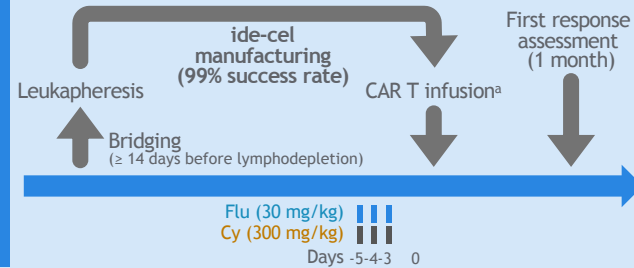 ide-cel
manufacturing
(99% success rate)
First response
assessment
(1 month)
Leukapheresis
CAR T infusionᵃ
Bridging
(≥ 14 days before lymphodepletion)
Flu (30 mg/kg)
Cy (300 mg/kg)
Days -5-4-3 0